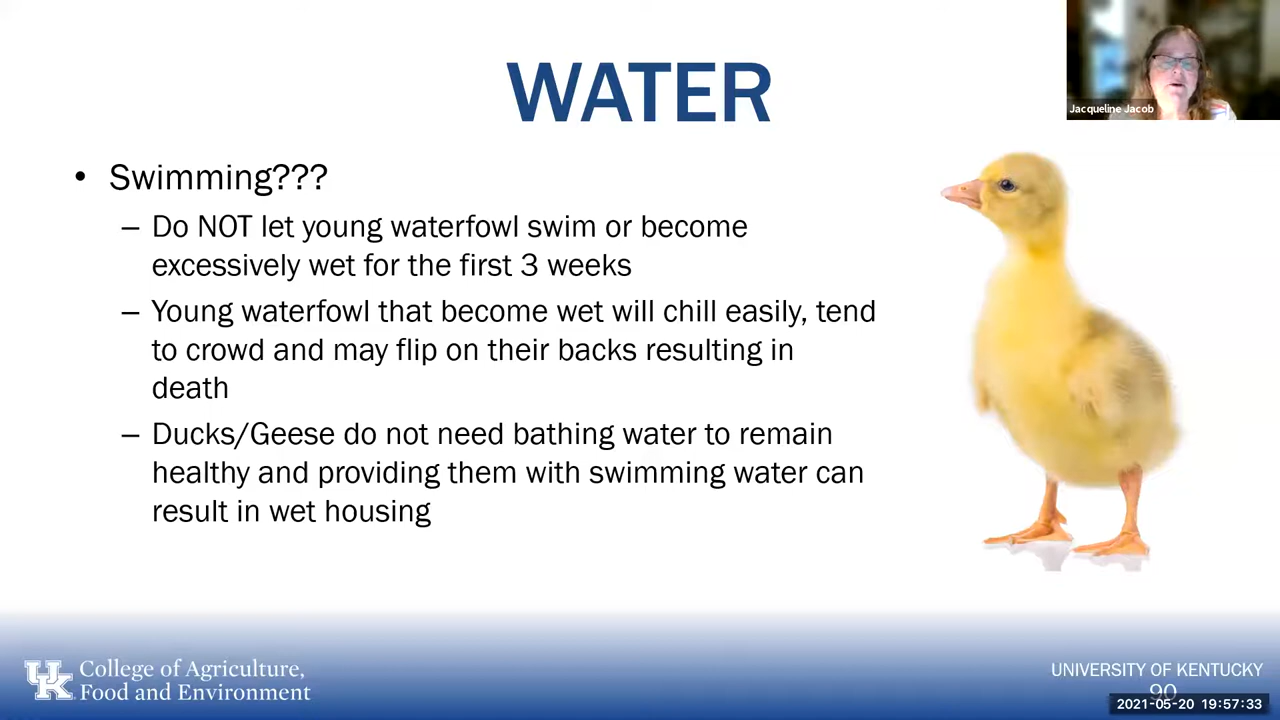 WATER
Jacqueline Jacob
• Swimming???
– Do NOT let young waterfowl swim or become
excessively wet for the first 3 weeks
– Young waterfowl that become wet will chill easily, tend
to crowd and may flip on their backs resulting in
death
– Ducks/Geese do not need bathing water to remain
healthy and providing them with swimming water can
result in wet housing
UK College of Agriculture,
Food and Environment
UNIVERSITY OF KENTUCKY
90
2021-05-20 19:57:33